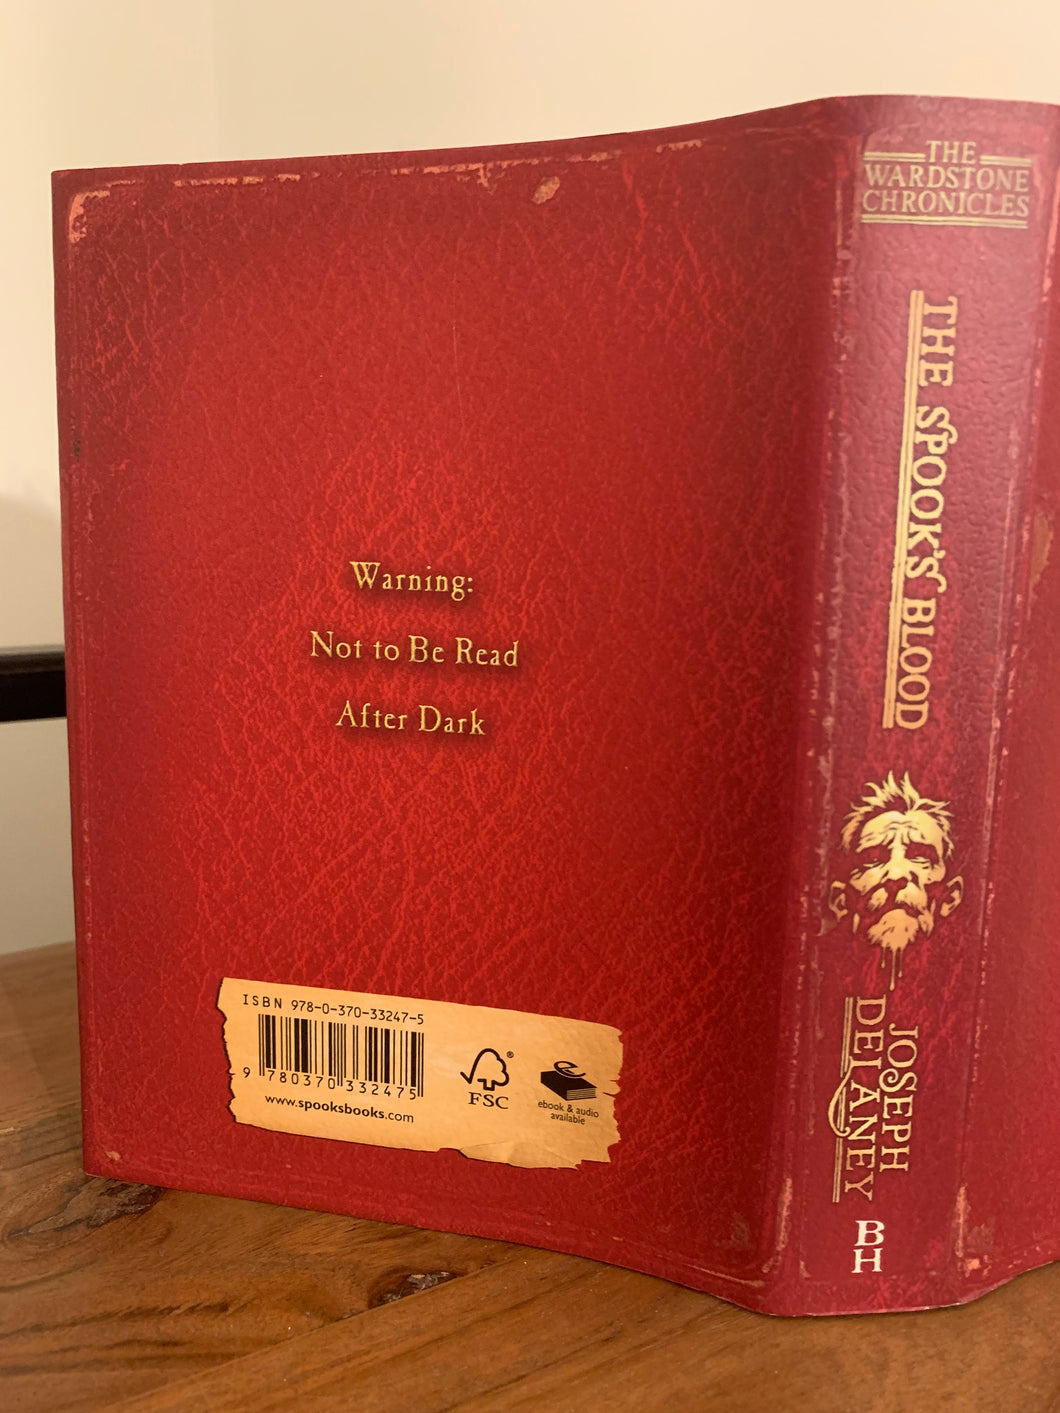 Warning:
Not to Be Read
After Dark
ISBN 978-0-370-33247-5
9 780370 332475
www.spooksbooks.com
®
FSC
e
ebook & audio
available
THE
WARDSTONE
CHRONICLES
THE SPOOK'S BLOOD
JOSEPH
DELANEY
B
H